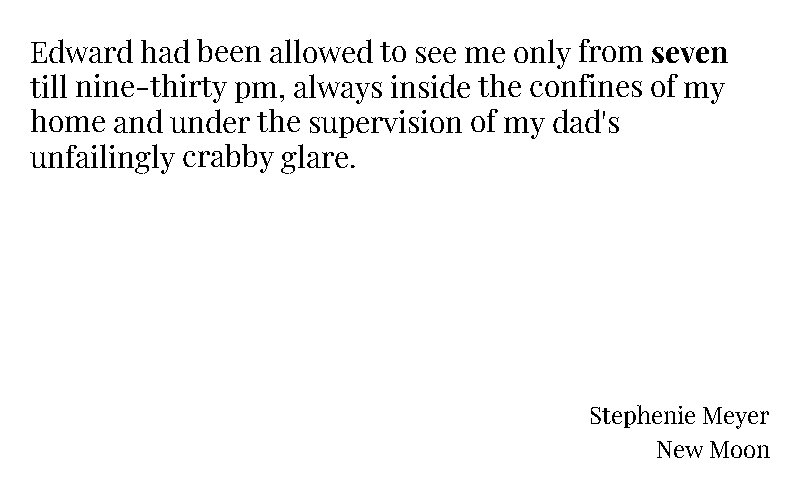 Edward had been allowed to see me only from seven
till nine-thirty pm, always inside the confines of my
home and under the supervision of my dad's
unfailingly crabby glare.
Stephenie Meyer
New Moon